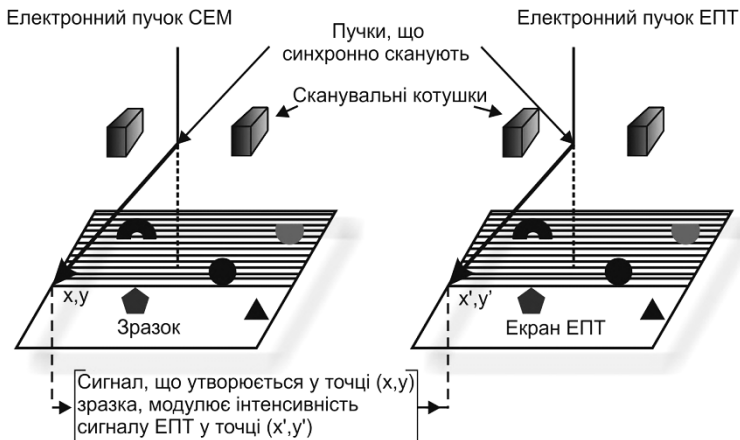 Електронний пучок СЕМ
Пучки, що
синхронно сканують
Електронний пучок ЕПТ
Сканувальні котушки
x,y
Зразок
x',y'
Екран ЕПТ
Сигнал, що утворюється у точці (x,y)
зразка, модулює інтенсивність
сигналу ЕПТ у точці (x',y')